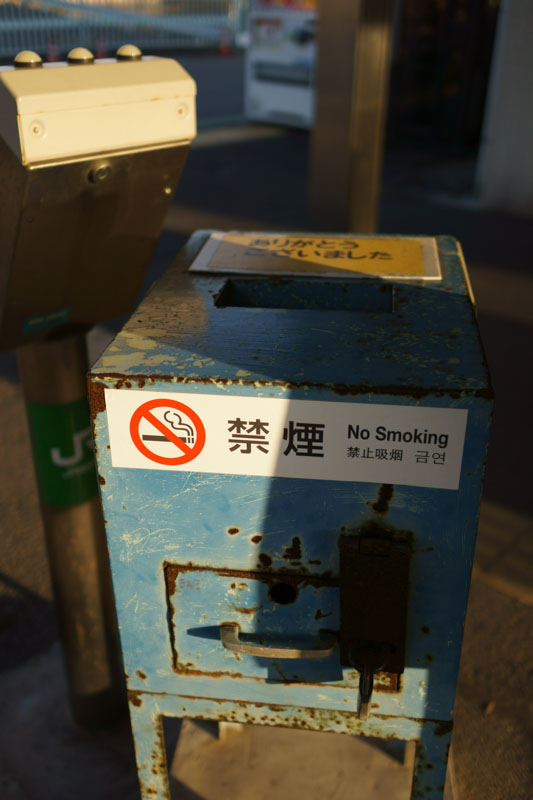 ありがとう
ございました
禁煙
No Smoking
禁止吸烟 금연
JR